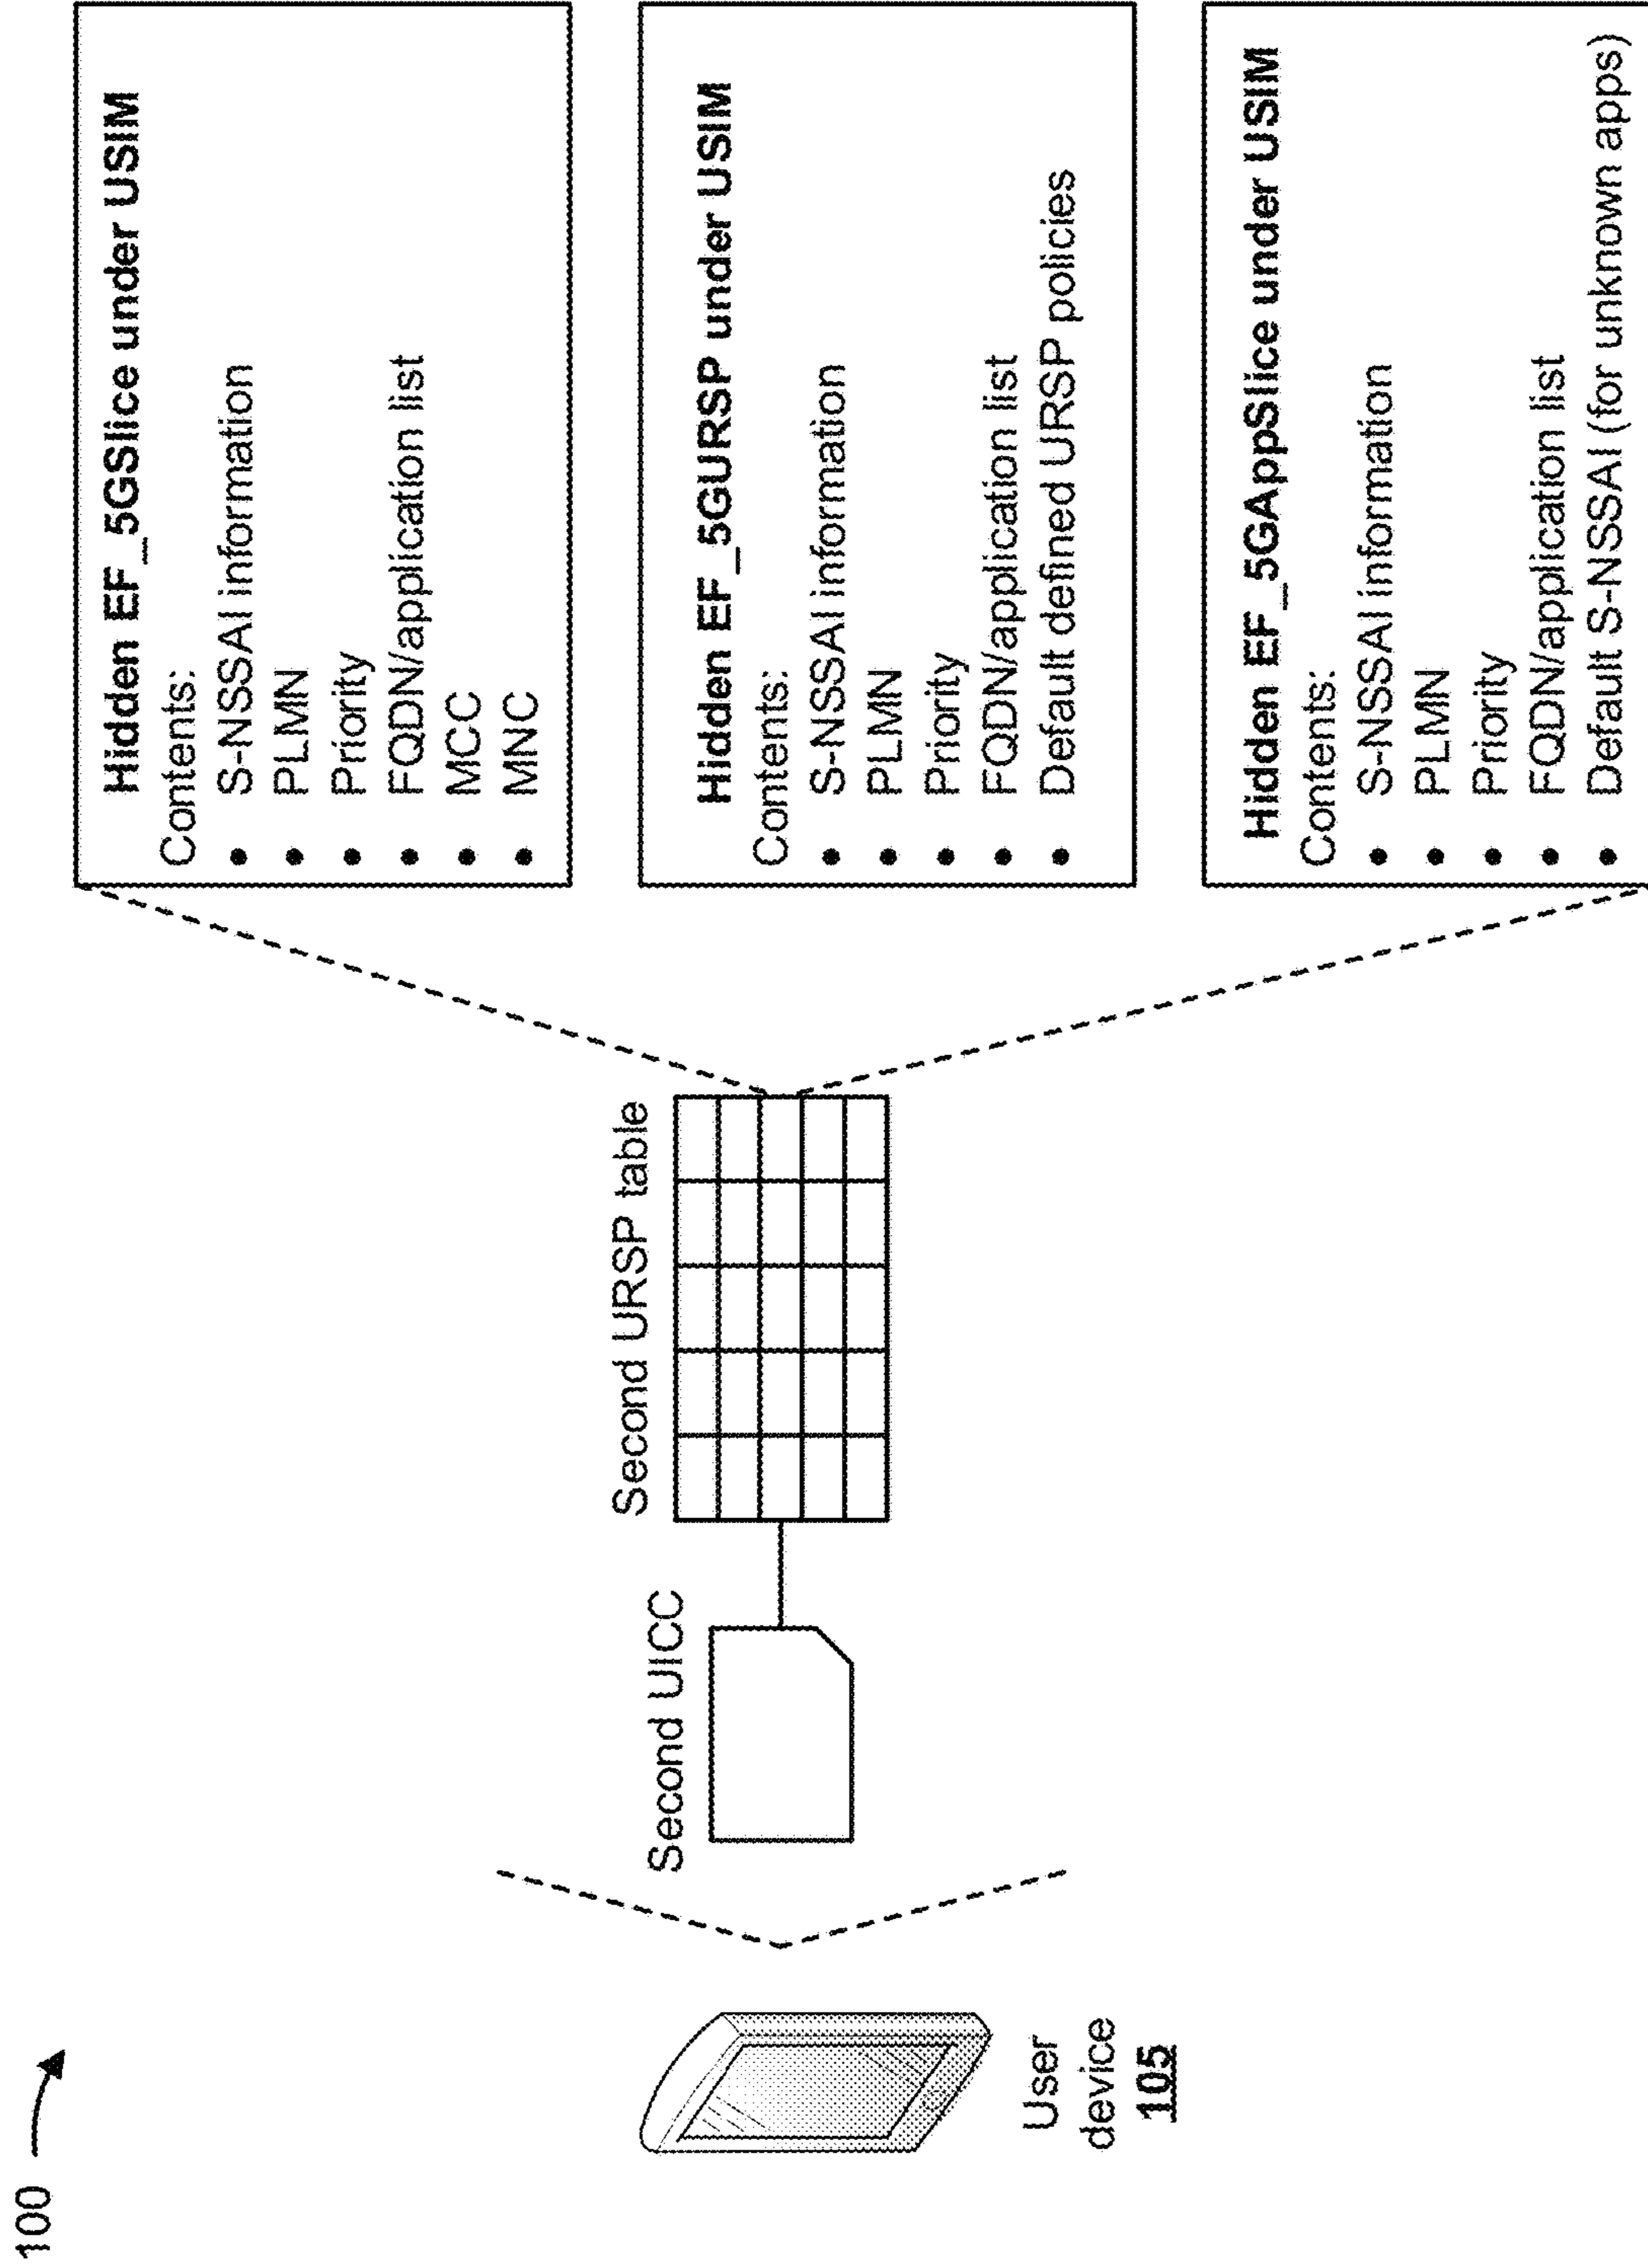 100
User
device
105
Second UICC
Second URSP table
Hidden EF_5GSlice under USIM
Contents:
• S-NSSAI information
• PLMN
• Priority
• FQDN/application list
• MCC
• MNC
Hidden EF_5GURSP under USIM
Contents:
• S-NSSAI information
• PLMN
• Priority
• FQDN/application list
• Default defined URSP policies
Hidden EF_5GAppSlice under USIM
Contents:
• S-NSSAI information
• PLMN
• Priority
• FQDN/application list
• Default S-NSSAI (for unknown apps)